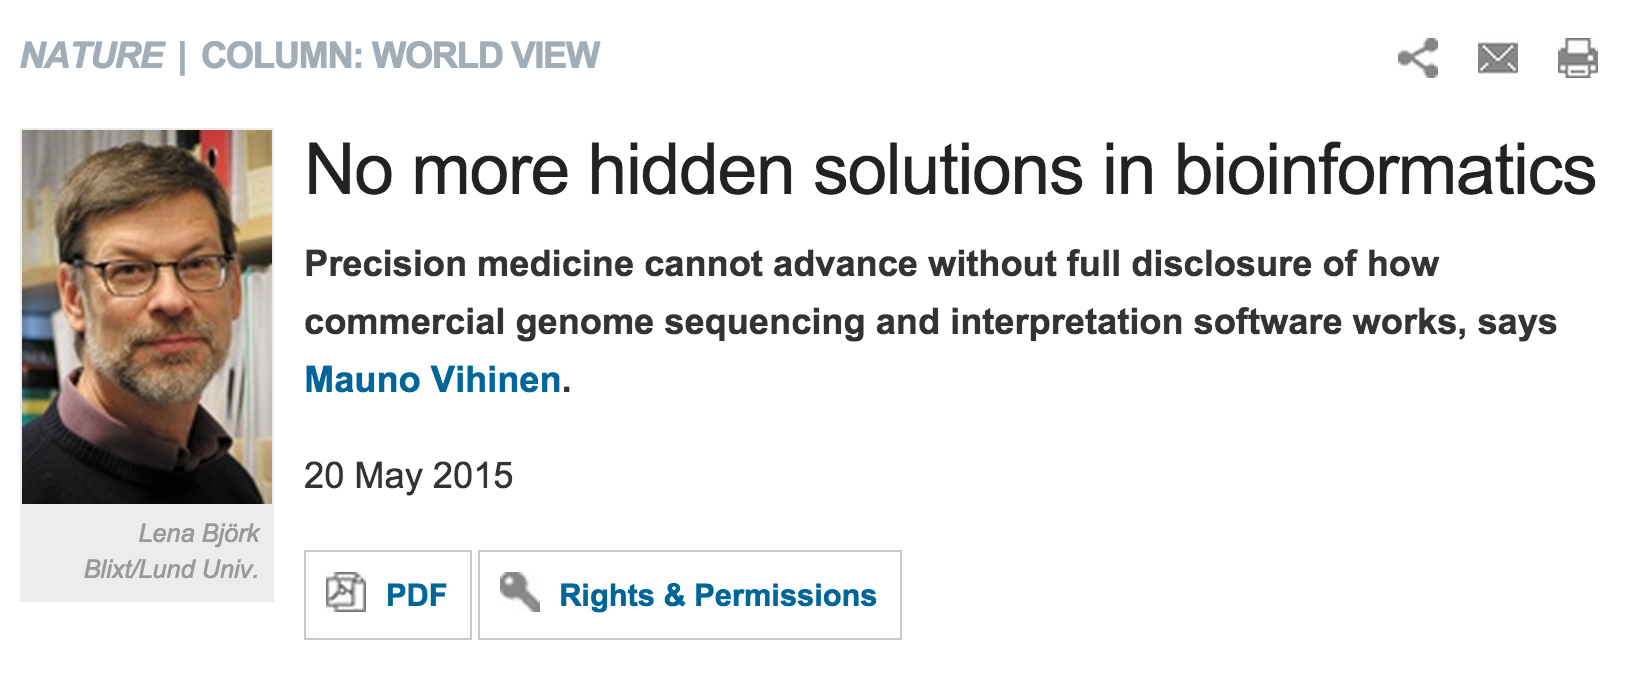 NATURE | COLUMN: WORLD VIEW
No more hidden solutions in bioinformatics
Precision medicine cannot advance without full disclosure of how
commercial genome sequencing and interpretation software works, says
Mauno Vihinen.
20 May 2015
Lena Björk
Blixt/Lund Univ.
PDF
Rights & Permissions